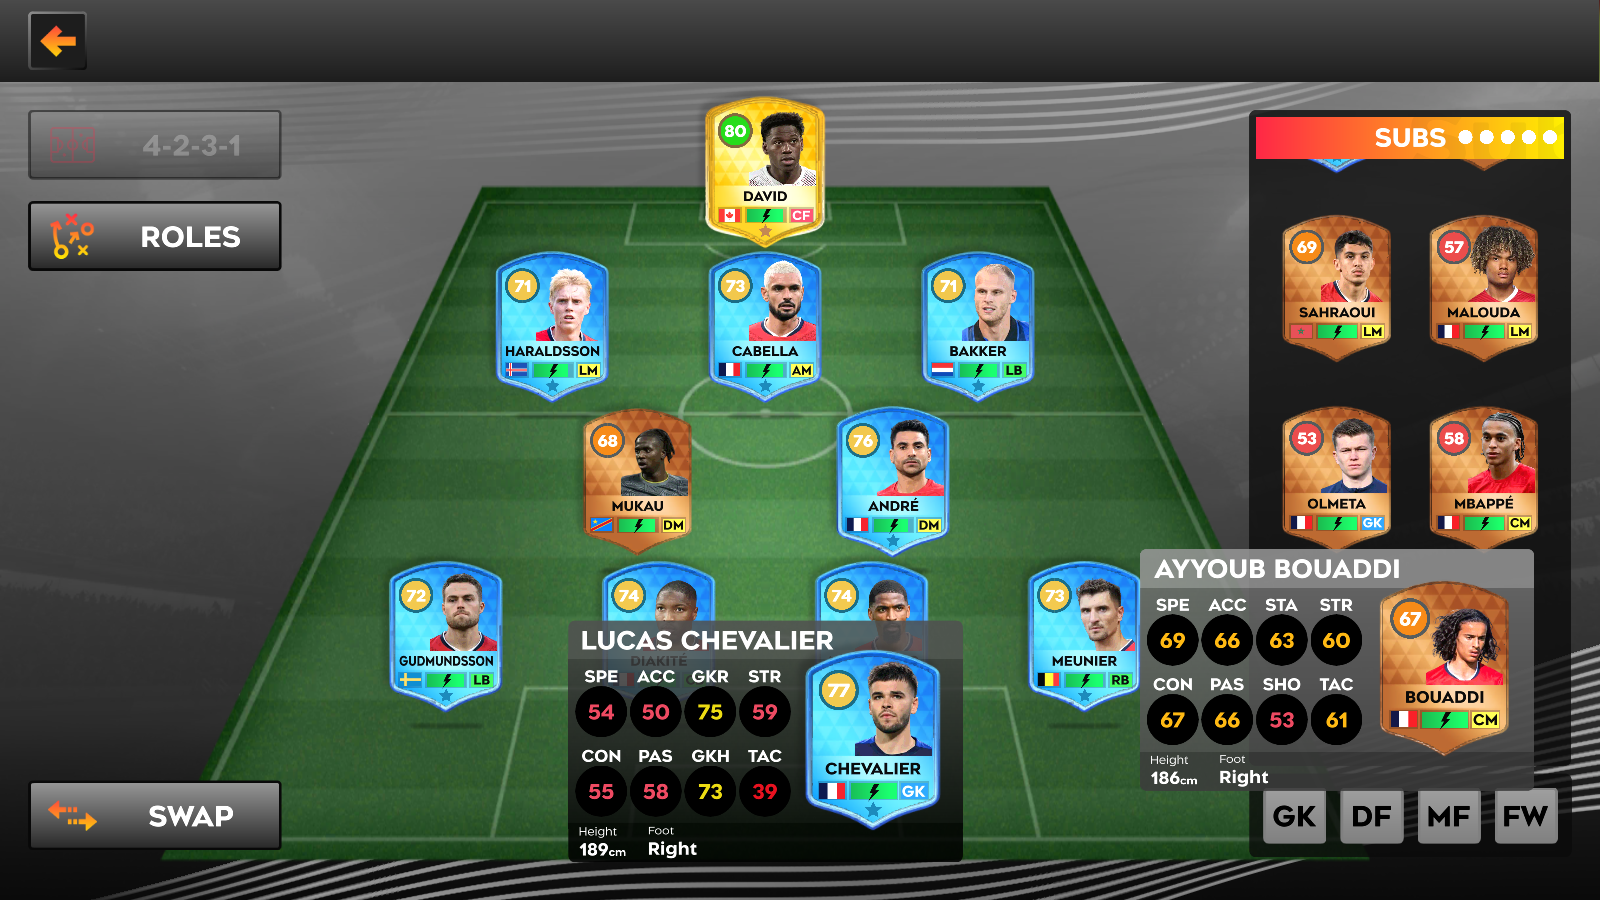 4-2-3-1
ROLES
SWAP
80
DAVID
CF
71
HARALDSSON
LM
73
CABELLA
AM
71
BAKKER
LB
68
MUKAU
DM
76
ANDRÉ
DM
72
GUDMUNDSSON
LB
74
DIAKITÉ
74
73
MEUNIER
RB
LUCAS CHEVALIER
SPE ACC GKR STR
54 50 75 59
CON PAS GKH TAC
55 58 73 39
Height Foot
189cm Right
77
CHEVALIER
GK
SUBS
69
SAHRAOUI
LM
57
MALOUDA
LM
53
OLMETA
GK
58
MBAPPÉ
CM
AYYOUB BOUADDI
SPE ACC STA STR
69 66 63 60
CON PAS SHO TAC
67 66 53 61
Height Foot
186cm Right
67
BOUADDI
CM
GK DF MF FW